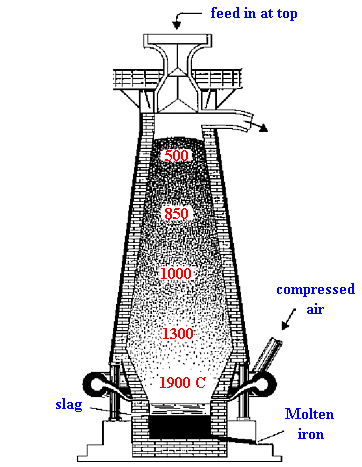 feed in at top
500
850
1000
compressed
air
1300
1900 C
slag
Molten
iron